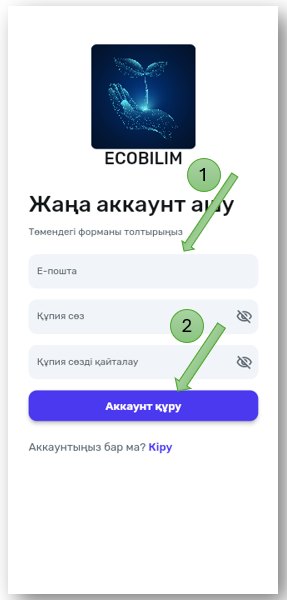 ECOBILIM
1
Жаңа аккаунт ашу
Төмендегі форманы толтырыңыз
Е-пошта
Құпия сөз
2
Құпия сөзді қайталау
Аккаунт құру
Аккаунтыңыз бар ма? Кіру